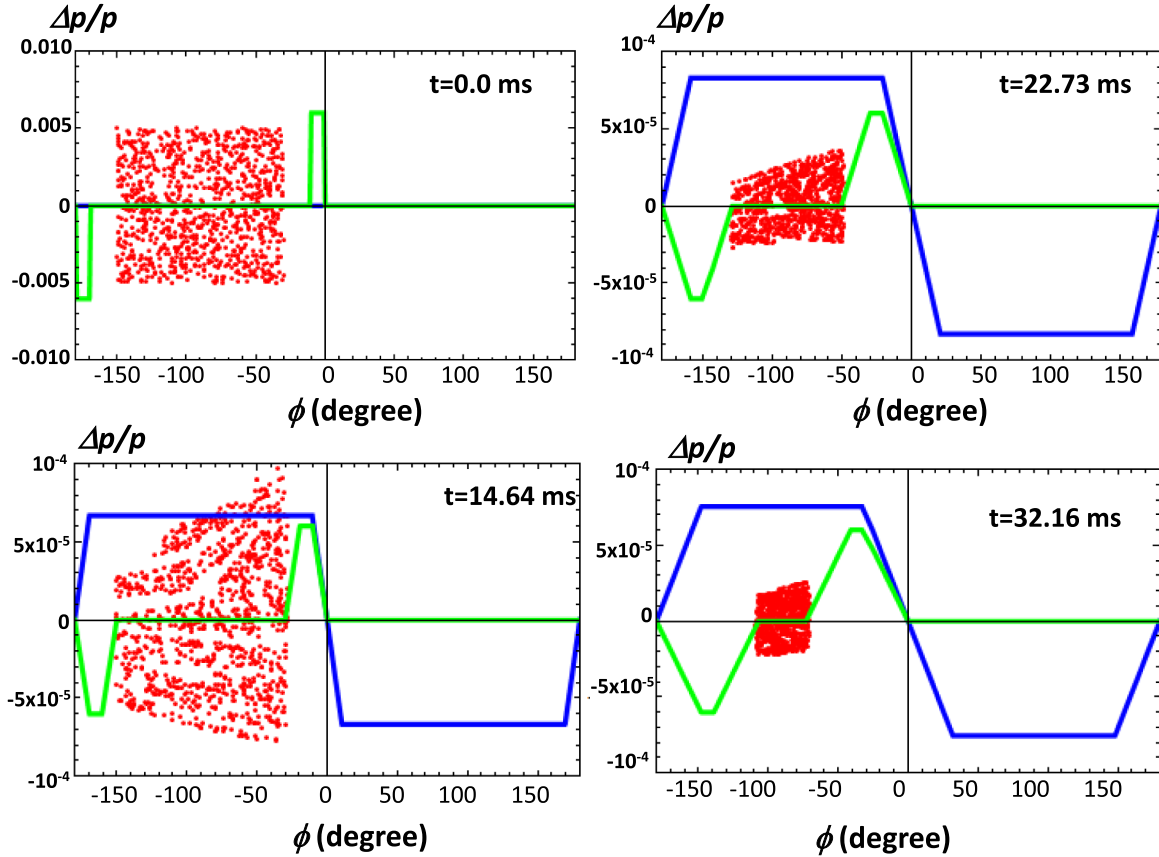 Δp/p
0.010
0.005
0
-0.005
-0.010
t=0.0 ms
-150 -100 -50 0 50 100 150
ϕ (degree)
Δp/p
10⁻⁴
5x10⁻⁵
0
-5x10⁻⁵
-10⁻⁴
t=22.73 ms
-150 -100 -50 0 50 100 150
ϕ (degree)
Δp/p
10⁻⁴
5x10⁻⁵
0
-5x10⁻⁵
-10⁻⁴
t=14.64 ms
-150 -100 -50 0 50 100 150
ϕ (degree)
Δp/p
10⁻⁴
5x10⁻⁵
0
-5x10⁻⁵
-10⁻⁴
t=32.16 ms
-150 -100 -50 0 50 100 150
ϕ (degree)